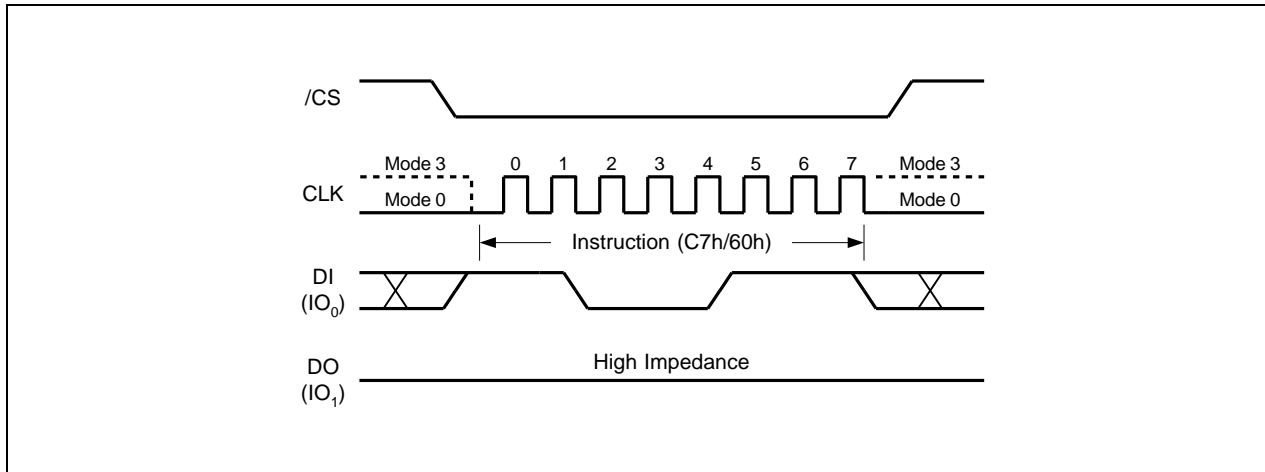 /CS
Mode 3 0 1 2 3 4 5 6 7 Mode 3
CLK
Mode 0 Mode 0
Instruction (C7h/60h)
DI
(IO0)
High Impedance
DO
(IO1)